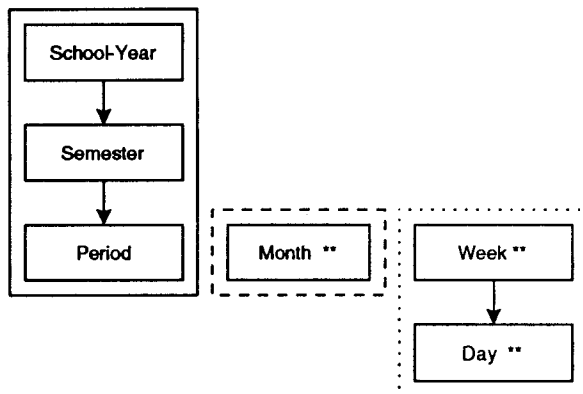 School-Year
Semester
Period
Month **
Week **
Day **